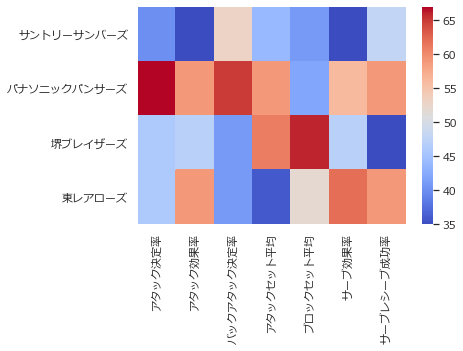 サントリーサンバーズ
パナソニックパンサーズ
堺ブレイザーズ
東レアローズ
アタック決定率
アタック効果率
バックアタック決定率
アタックセット平均
ブロックセット平均
サーブ効果率
サーブレシーブ成功率
65
60
55
50
45
40
35